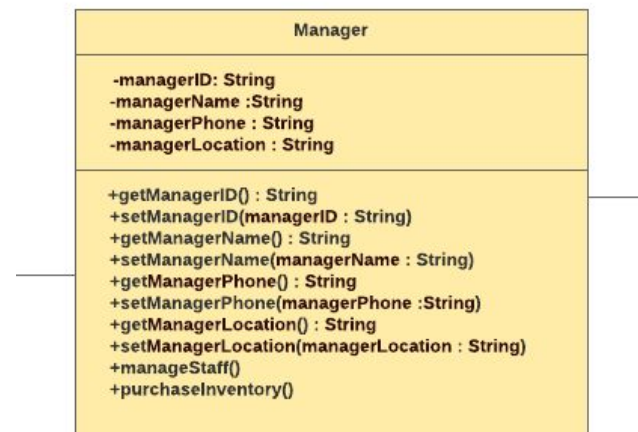 Manager
-managerID: String
-managerName :String
-managerPhone : String
-managerLocation : String
+getManagerID() : String
+setManagerID(managerID : String)
+getManagerName() : String
+setManagerName(managerName : String)
+getManagerPhone() : String
+setManagerPhone(managerPhone :String)
+getManagerLocation() : String
+setManagerLocation(managerLocation : String)
+manageStaff()
+purchaseInventory()